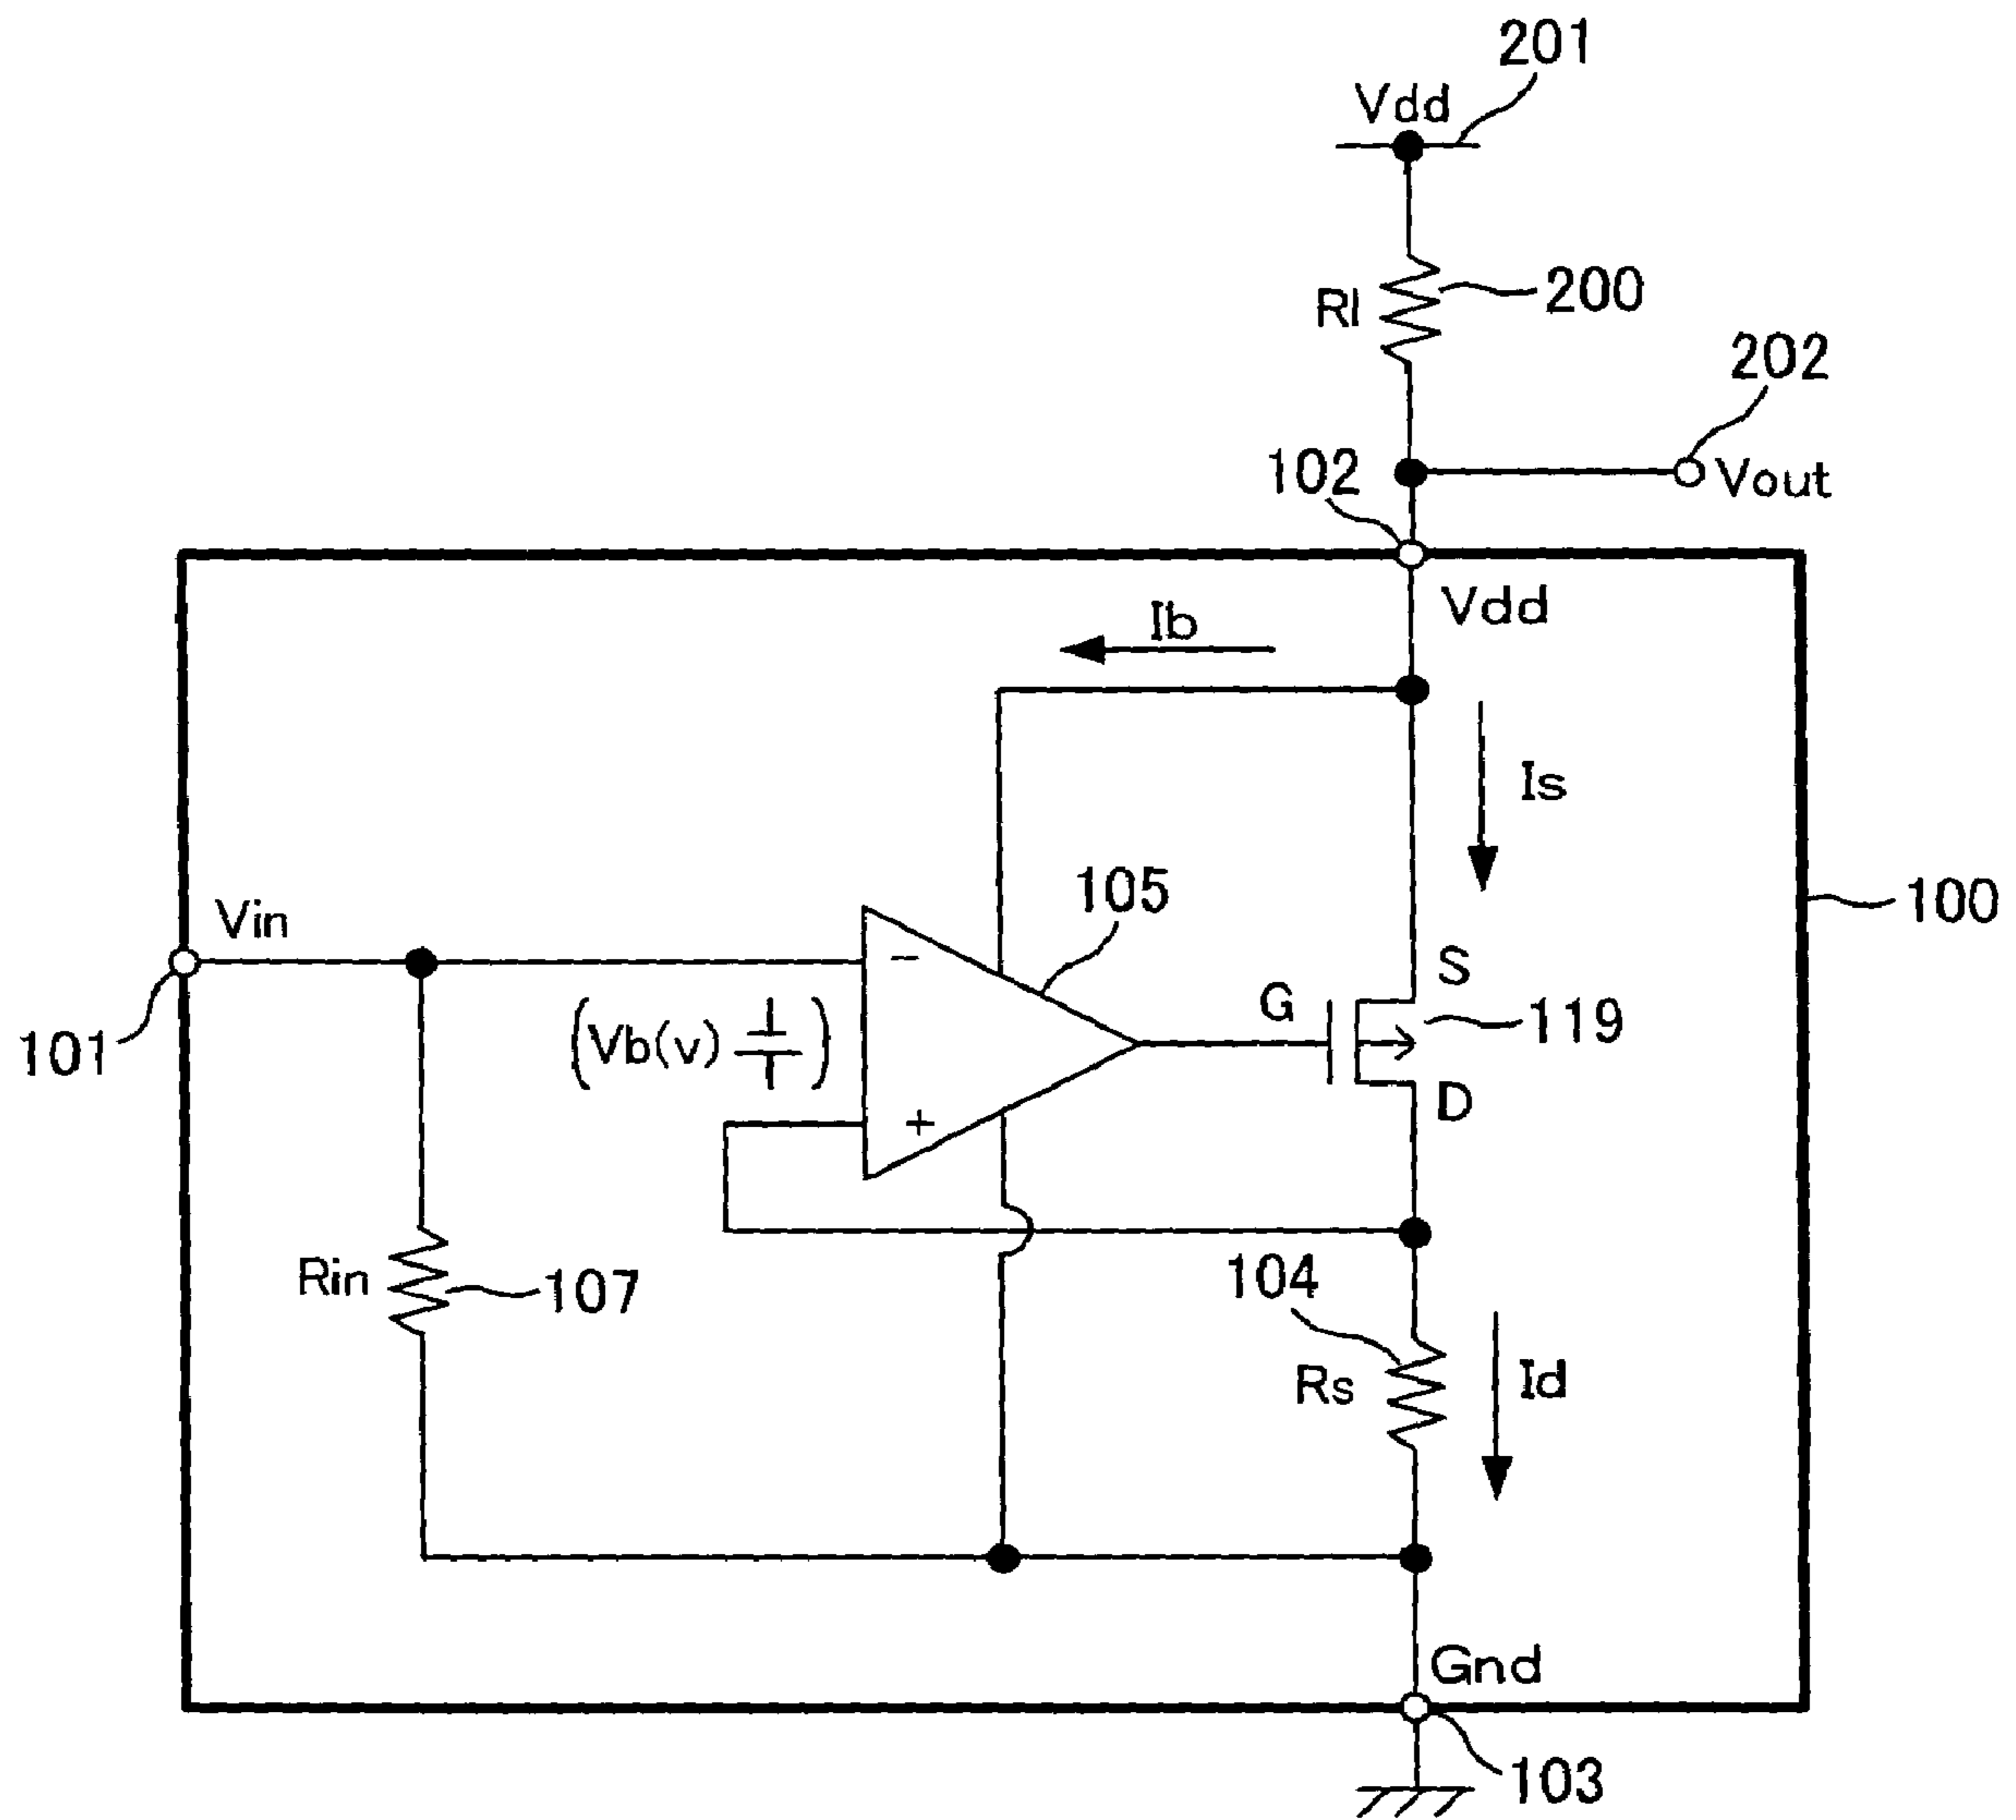 201
Vdd
Rl
200
202
102
Vout
Vdd
Ib
Is
105
100
Vin
−
S
G
119
101
(Vb(v))
D
+
104
Rin
107
Rs
Id
Gnd
103